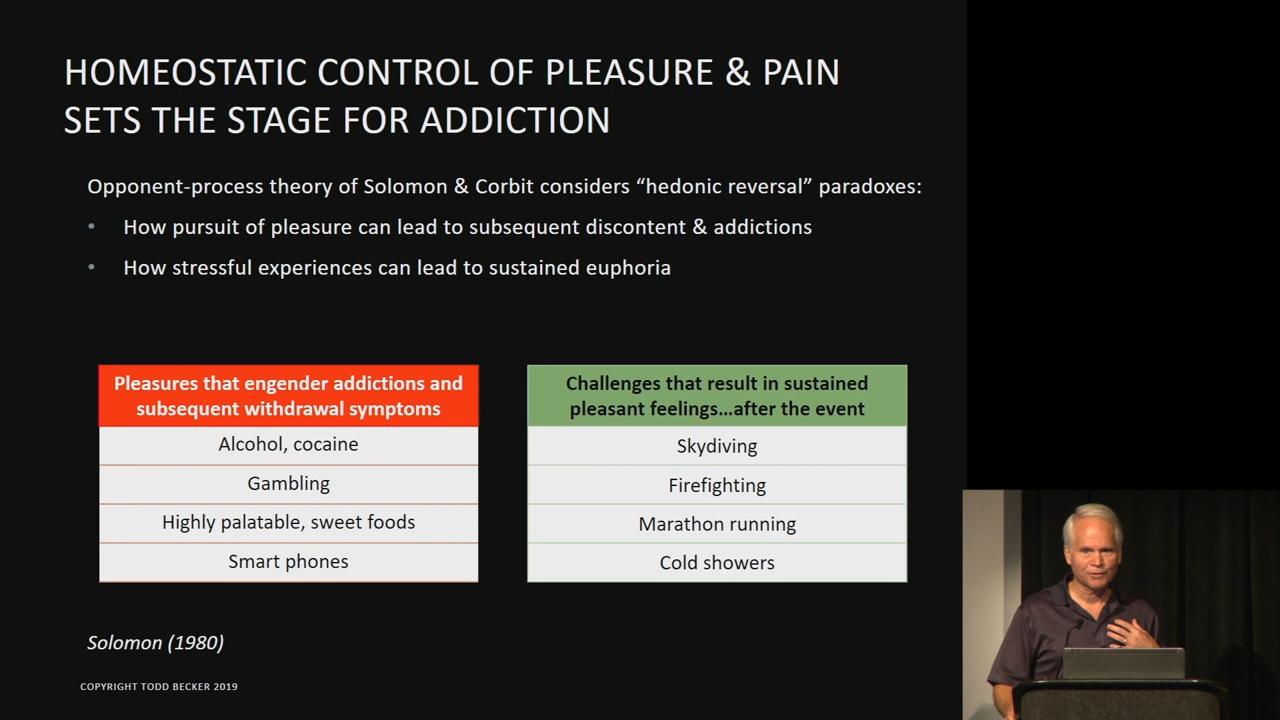 HOMEOSTATIC CONTROL OF PLEASURE & PAIN
SETS THE STAGE FOR ADDICTION
Opponent-process theory of Solomon & Corbit considers “hedonic reversal” paradoxes:
• How pursuit of pleasure can lead to subsequent discontent & addictions
• How stressful experiences can lead to sustained euphoria
Pleasures that engender addictions and
subsequent withdrawal symptoms
Alcohol, cocaine
Gambling
Highly palatable, sweet foods
Smart phones
Challenges that result in sustained
pleasant feelings…after the event
Skydiving
Firefighting
Marathon running
Cold showers
Solomon (1980)
COPYRIGHT TODD BECKER 2019